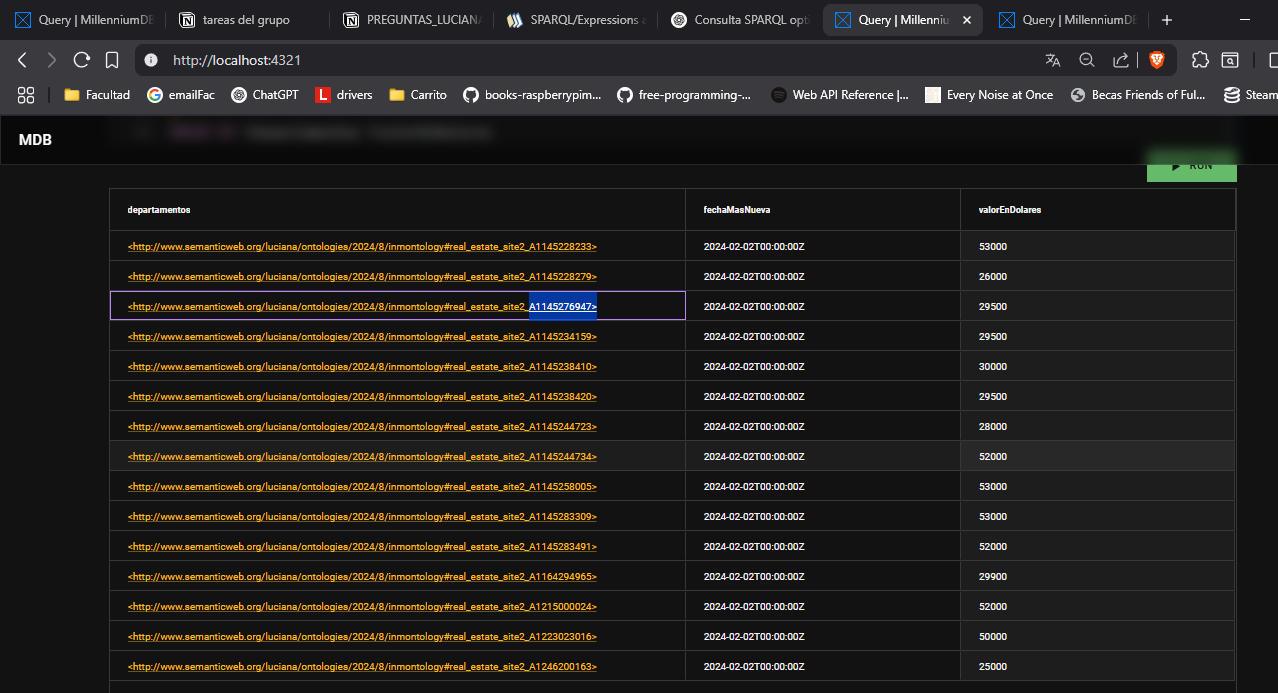 Query | MillenniumDB
tareas del grupo
PREGUNTAS_LUCIANA
SPARQL/Expressions a
Consulta SPARQL opti
Query | Millenniu
Query | MillenniumDB
http://localhost:4321
Facultad
emailFac
ChatGPT
drivers
Carrito
books-raspberrypim...
free-programming-...
Web API Reference |...
Every Noise at Once
Becas Friends of Ful...
Steam
MDB
RUN
departamentos fechaMasNueva valorEnDolares
<http://www.semanticweb.org/luciana/ontologies/2024/8/inmontology#real_estate_site2_A1145228233> 2024-02-02T00:00:00Z 53000
<http://www.semanticweb.org/luciana/ontologies/2024/8/inmontology#real_estate_site2_A1145228279> 2024-02-02T00:00:00Z 26000
<http://www.semanticweb.org/luciana/ontologies/2024/8/inmontology#real_estate_site2_A1145276947> 2024-02-02T00:00:00Z 29500
<http://www.semanticweb.org/luciana/ontologies/2024/8/inmontology#real_estate_site2_A1145234159> 2024-02-02T00:00:00Z 29500
<http://www.semanticweb.org/luciana/ontologies/2024/8/inmontology#real_estate_site2_A1145238410> 2024-02-02T00:00:00Z 30000
<http://www.semanticweb.org/luciana/ontologies/2024/8/inmontology#real_estate_site2_A1145238420> 2024-02-02T00:00:00Z 29500
<http://www.semanticweb.org/luciana/ontologies/2024/8/inmontology#real_estate_site2_A1145244723> 2024-02-02T00:00:00Z 28000
<http://www.semanticweb.org/luciana/ontologies/2024/8/inmontology#real_estate_site2_A1145244734> 2024-02-02T00:00:00Z 52000
<http://www.semanticweb.org/luciana/ontologies/2024/8/inmontology#real_estate_site2_A1145258005> 2024-02-02T00:00:00Z 53000
<http://www.semanticweb.org/luciana/ontologies/2024/8/inmontology#real_estate_site2_A1145283309> 2024-02-02T00:00:00Z 53000
<http://www.semanticweb.org/luciana/ontologies/2024/8/inmontology#real_estate_site2_A1145283491> 2024-02-02T00:00:00Z 52000
<http://www.semanticweb.org/luciana/ontologies/2024/8/inmontology#real_estate_site2_A1164294965> 2024-02-02T00:00:00Z 29900
<http://www.semanticweb.org/luciana/ontologies/2024/8/inmontology#real_estate_site2_A1215000024> 2024-02-02T00:00:00Z 52000
<http://www.semanticweb.org/luciana/ontologies/2024/8/inmontology#real_estate_site2_A1223023016> 2024-02-02T00:00:00Z 50000
<http://www.semanticweb.org/luciana/ontologies/2024/8/inmontology#real_estate_site2_A1246200163> 2024-02-02T00:00:00Z 25000